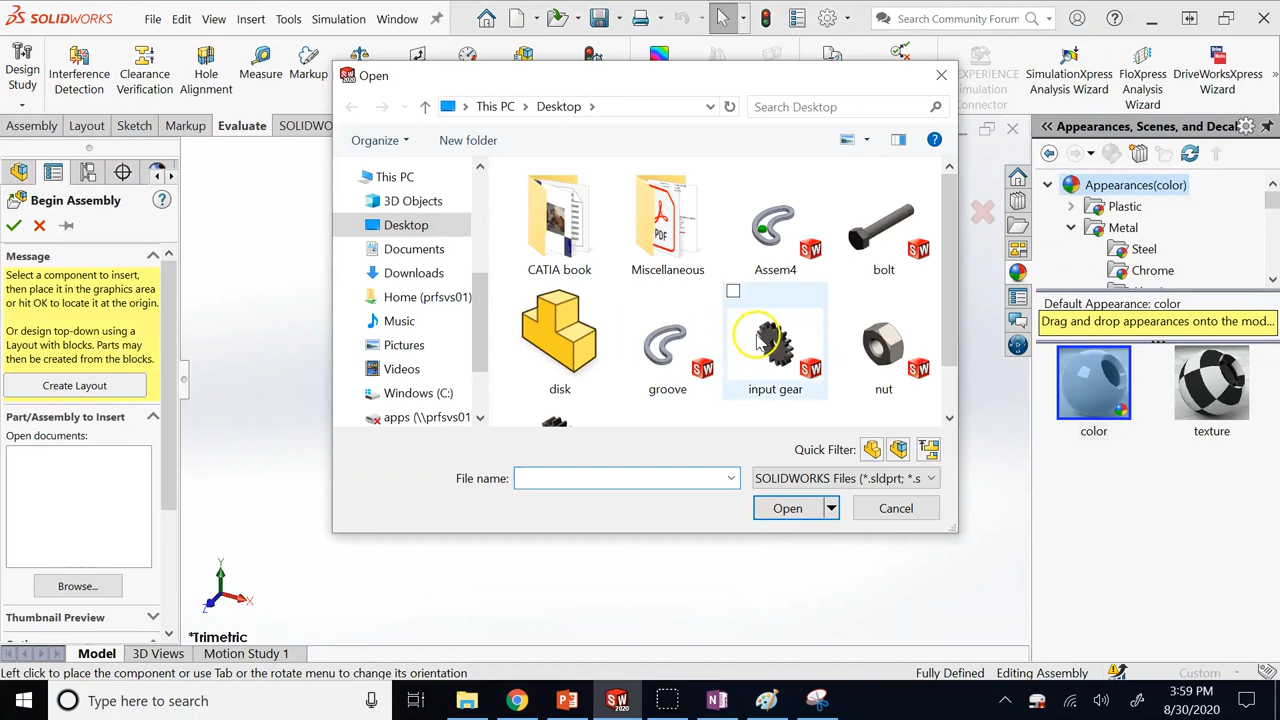 SOLIDWORKS
File Edit View Insert Tools Simulation Window
Search Community Forum
Design Study
Interference Detection
Clearance Verification
Hole Alignment
Measure
Markup
EXPERIENCE Simulation Connector
SimulationXpress Analysis Wizard
FloXpress Analysis Wizard
DriveWorksXpress Wizard
Assembly Layout Sketch Markup Evaluate SOLIDWO
Begin Assembly
Message
Select a component to insert,
then place it in the graphics area
or hit OK to locate it at the origin.
Or design top-down using a
Layout with blocks. Parts may
then be created from the blocks.
Create Layout
Part/Assembly to Insert
Open documents:
Browse...
Thumbnail Preview
SW 2020 Open
This PC > Desktop >
Search Desktop
Organize New folder
This PC
3D Objects
Desktop
Documents
Downloads
Home (prfsvs01)
Music
Pictures
Videos
Windows (C:)
apps (\\prfsvs01
PDF
CATIA book Miscellaneous Assem4 bolt
disk groove input gear nut
Quick Filter:
File name: SOLIDWORKS Files (*.sldprt; *.s
Open Cancel
Appearances, Scenes, and Decal
Appearances(color)
Plastic
Metal
Steel
Chrome
Default Appearance: color
Drag and drop appearances onto the mod...
color texture
Y
X
Z
*Trimetric
Model 3D Views Motion Study 1
Left click to place the component or use Tab or the rotate menu to change its orientation
Fully Defined Editing Assembly Custom
Type here to search
3:59 PM
8/30/2020